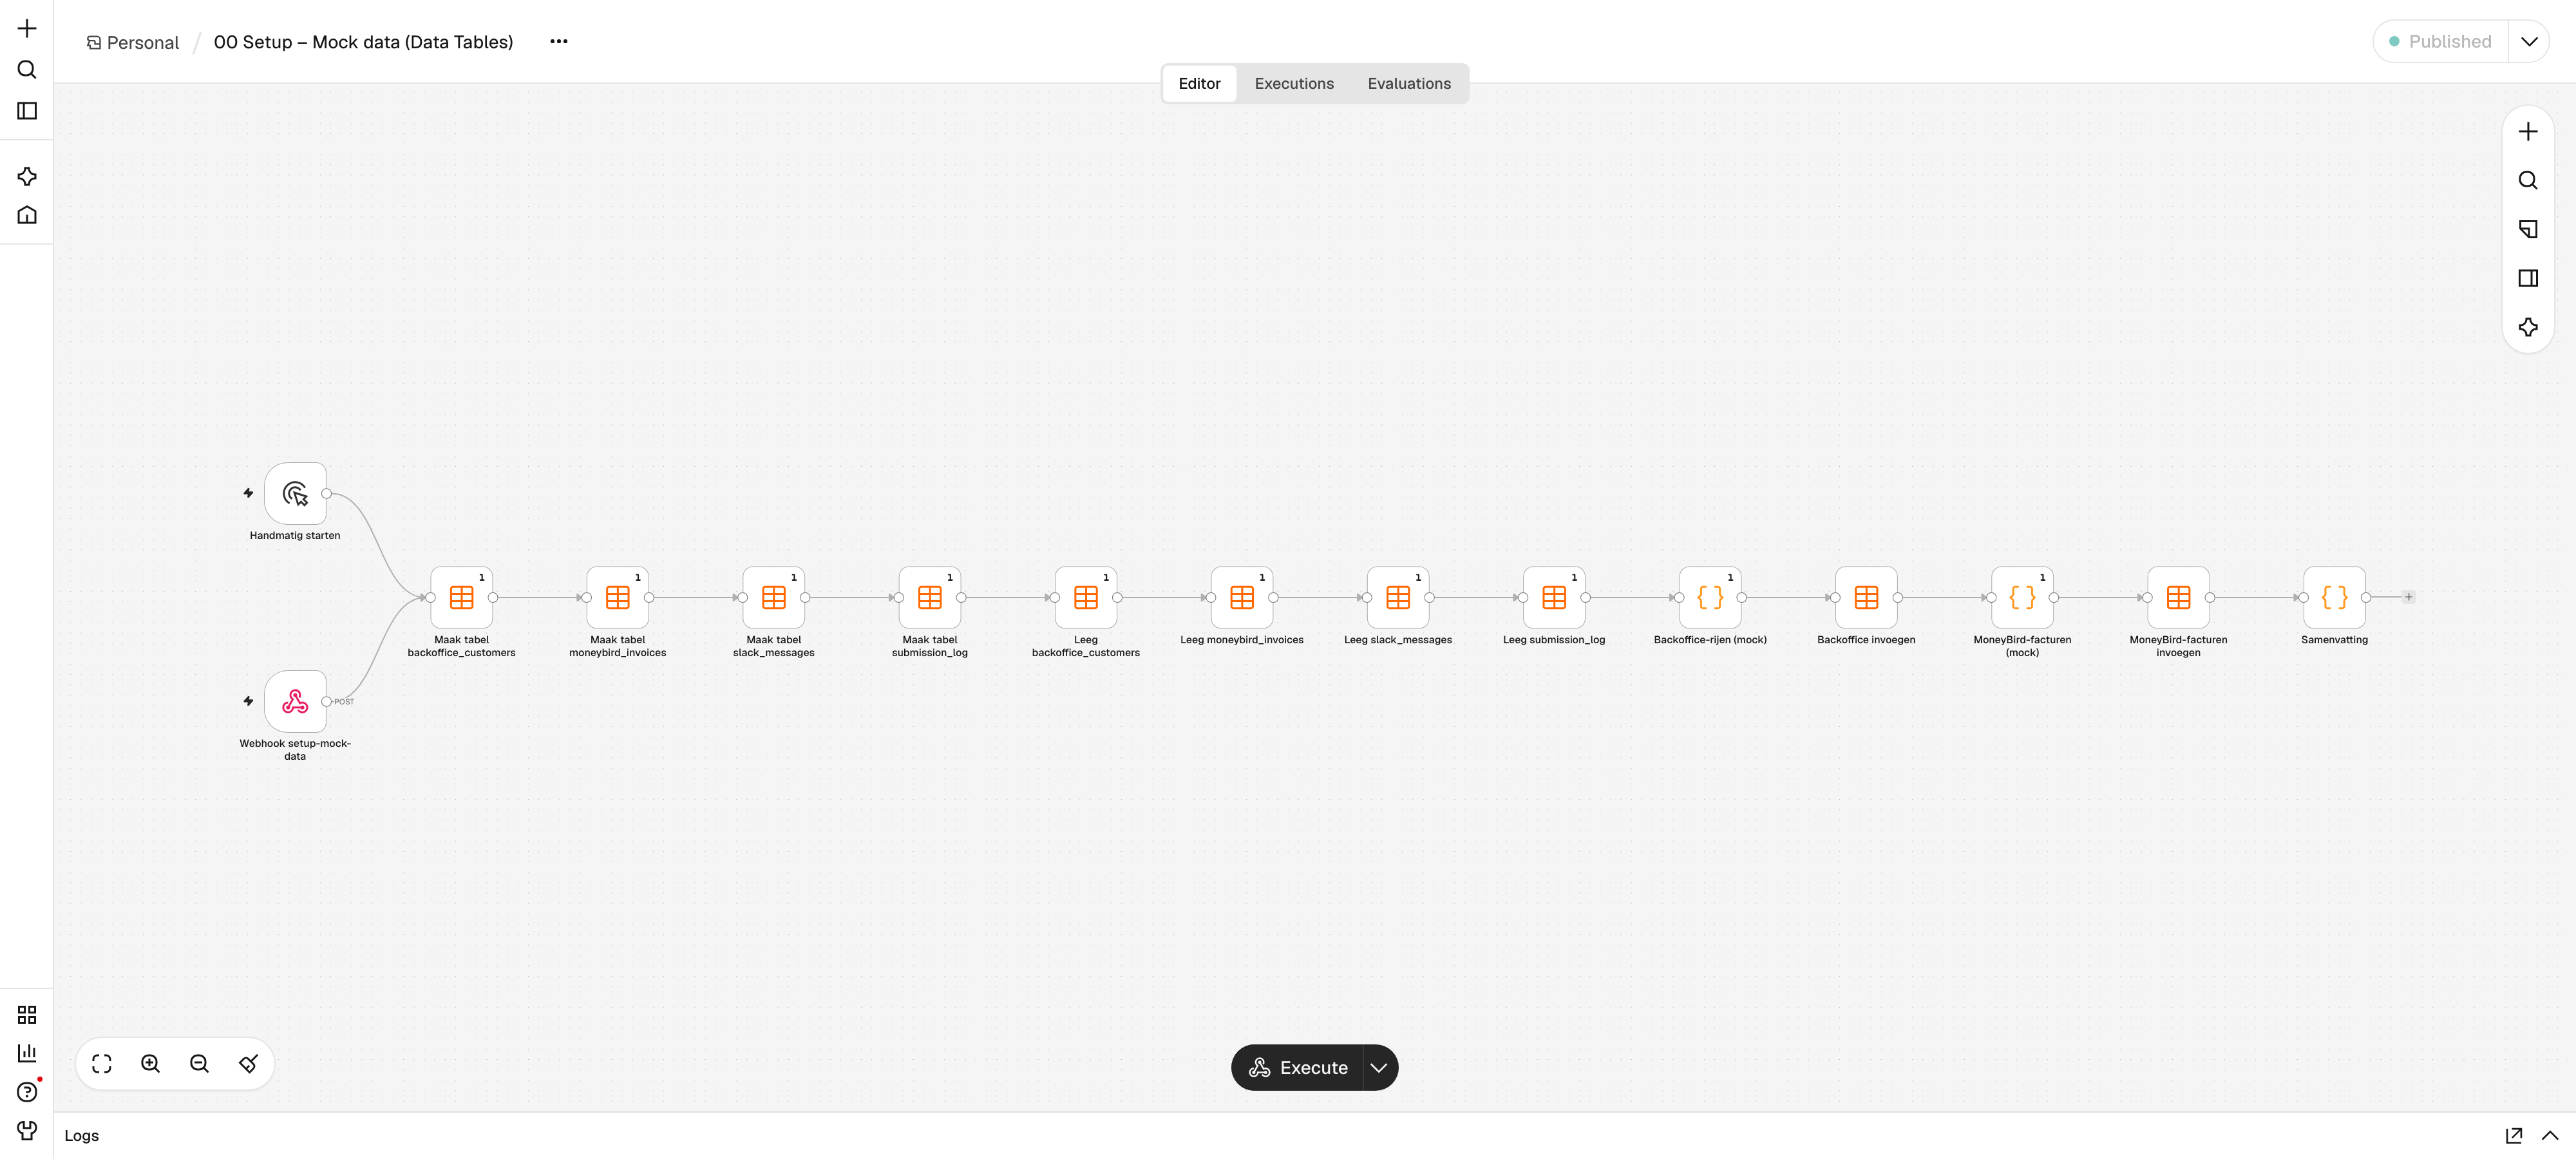 Personal / 00 Setup – Mock data (Data Tables)
Published
Editor Executions Evaluations
Handmatig starten
1 1 1 1 1 1 1 1 1 1
Maak tabel
backoffice_customers
Maak tabel
moneybird_invoices
Maak tabel
slack_messages
Maak tabel
submission_log
Leeg
backoffice_customers
Leeg moneybird_invoices
Leeg slack_messages
Leeg submission_log
Backoffice-rijen (mock)
Backoffice invoegen
MoneyBird-facturen
(mock)
MoneyBird-facturen
invoegen
Samenvatting
POST
Webhook setup-mock-
data
Execute
Logs